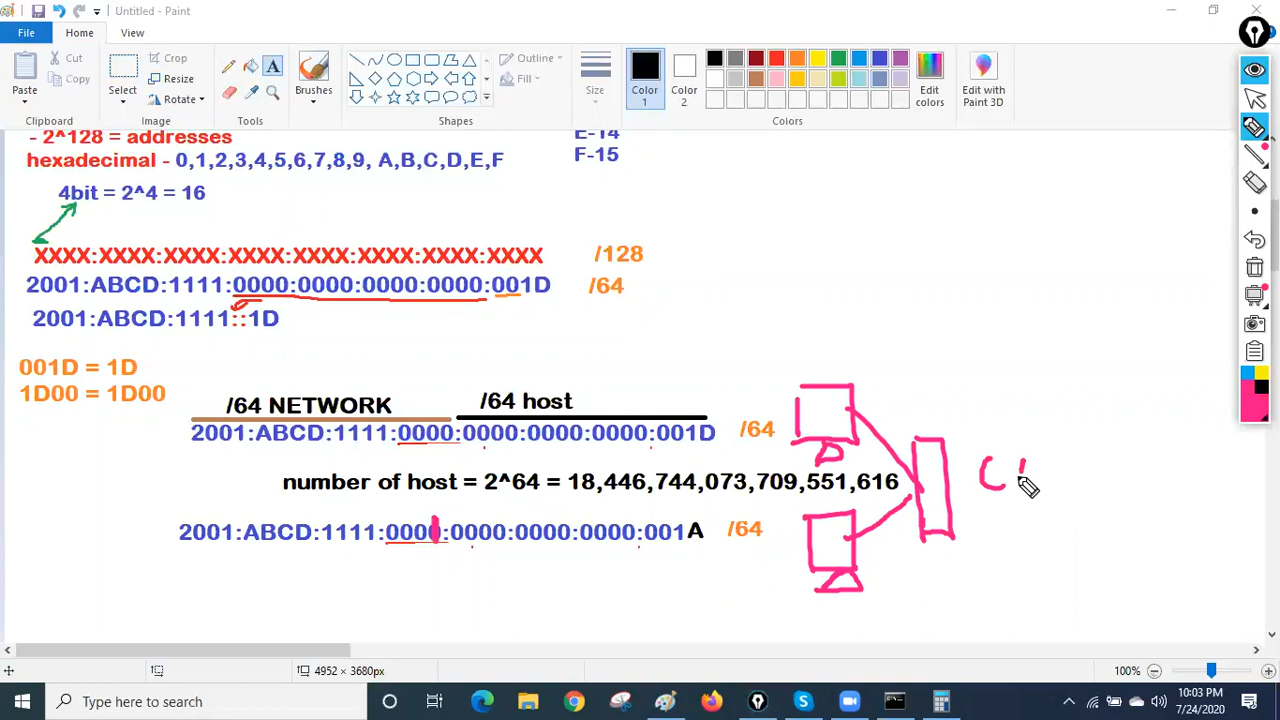 Untitled - Paint
File Home View
Paste
Cut
Copy
Clipboard
Select
Crop
Resize
Rotate
Image
Tools
Brushes
Shapes
Outline
Fill
Size
Color 1
Color 2
Edit colors
Edit with Paint 3D
Colors
- 2^128 = addresses
E-14
hexadecimal - 0,1,2,3,4,5,6,7,8,9, A,B,C,D,E,F
F-15
4bit = 2^4 = 16
XXXX:XXXX:XXXX:XXXX:XXXX:XXXX:XXXX:XXXX /128
2001:ABCD:1111:0000:0000:0000:0000:001D /64
2001:ABCD:1111::1D
001D = 1D
1D00 = 1D00
/64 NETWORK /64 host
2001:ABCD:1111:0000:0000:0000:0000:001D /64
number of host = 2^64 = 18,446,744,073,709,551,616
C
2001:ABCD:1111:0000:0000:0000:0000:001A /64
4952 × 3680px
100%
Type here to search
10:03 PM
7/24/2020